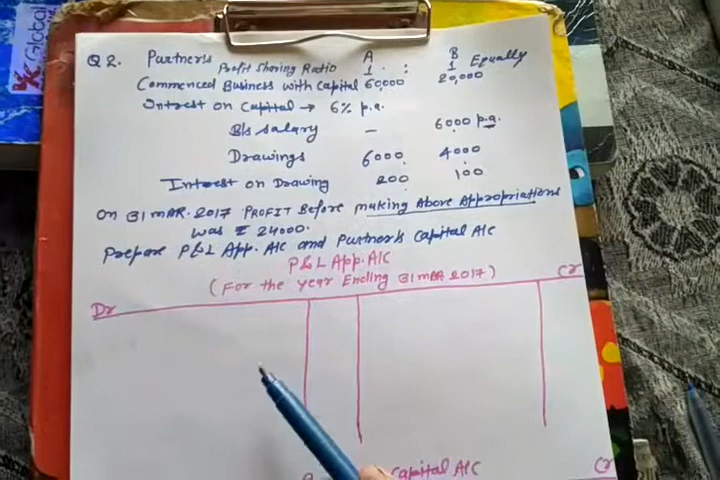 Global
Q2. Partner's A B
Profit Sharing Ratio 1 : 1 Equally
Commenced Business with Capital 60,000 20,000
Interest on Capital → 6% p.a.
B's salary – 6000 p.a.
Drawings 6000 4000
Interest on Drawing 200 100
On 31 MAR. 2017 PROFIT Before making Above Appropriations
was ₹ 24000.
Prepare P&L App. A/C and Partner's Capital A/C
P&L App. A/C
(For the year Ending 31 MAR 2017)
Dr Cr
Capital A/C Cr